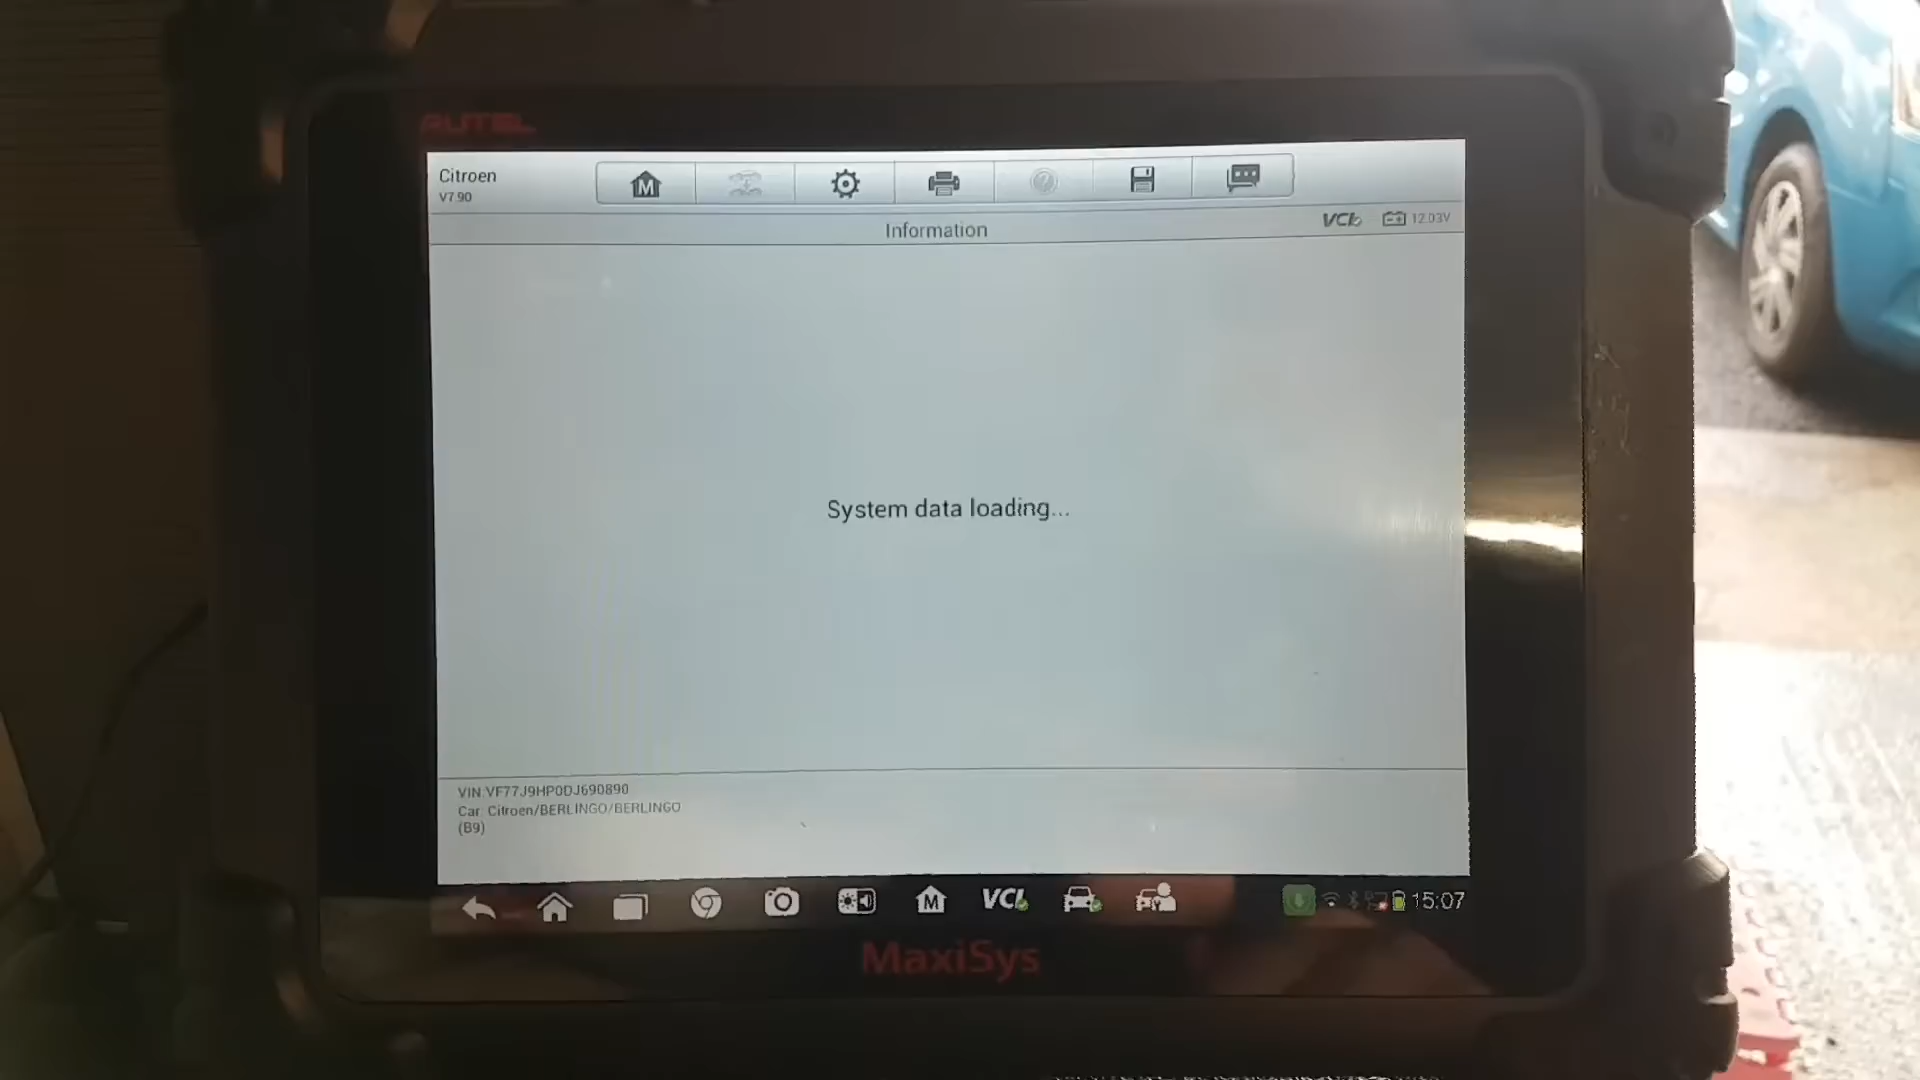 AUTEL
Citroen
V7.90
M
?
Information
VCI
12.03V
System data loading...
VIN:VF77J9HP0DJ690890
Car: Citroen/BERLINGO/BERLINGO
(B9)
M
VCI
15:07
MaxiSys